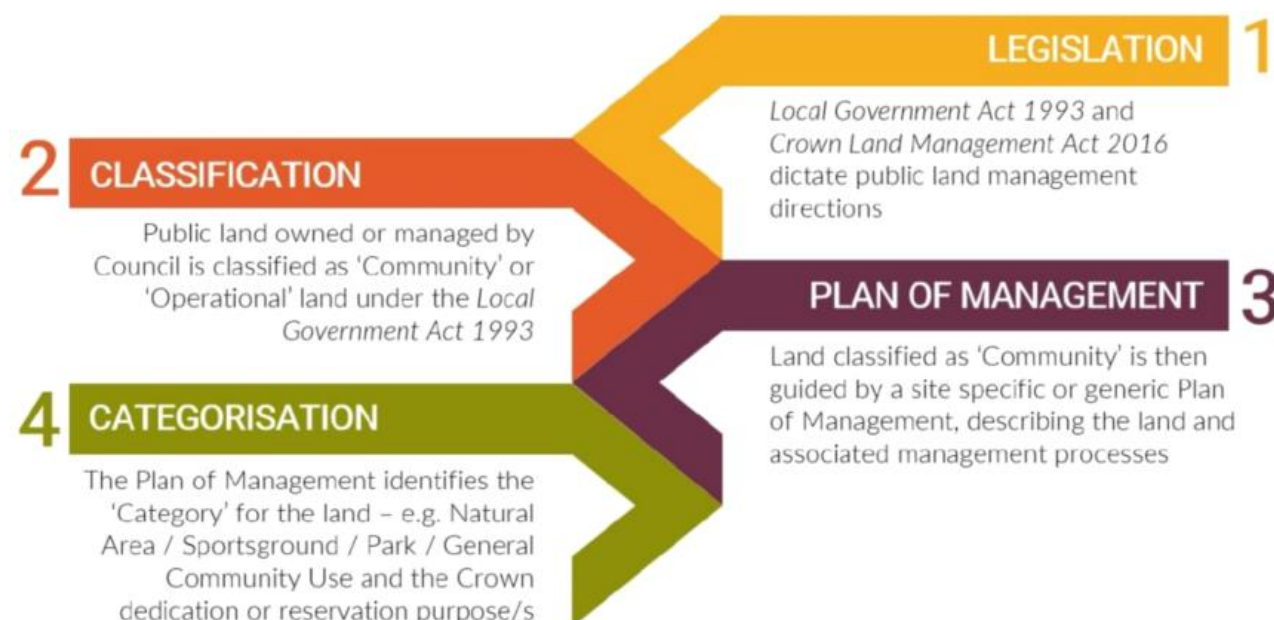 LEGISLATION 1
Local Government Act 1993 and
Crown Land Management Act 2016
dictate public land management
directions
2 CLASSIFICATION
Public land owned or managed by
Council is classified as ‘Community’ or
‘Operational’ land under the Local
Government Act 1993
PLAN OF MANAGEMENT 3
Land classified as ‘Community’ is then
guided by a site specific or generic Plan
of Management, describing the land and
associated management processes
4 CATEGORISATION
The Plan of Management identifies the
‘Category’ for the land – e.g. Natural
Area / Sportsground / Park / General
Community Use and the Crown
dedication or reservation purpose/s